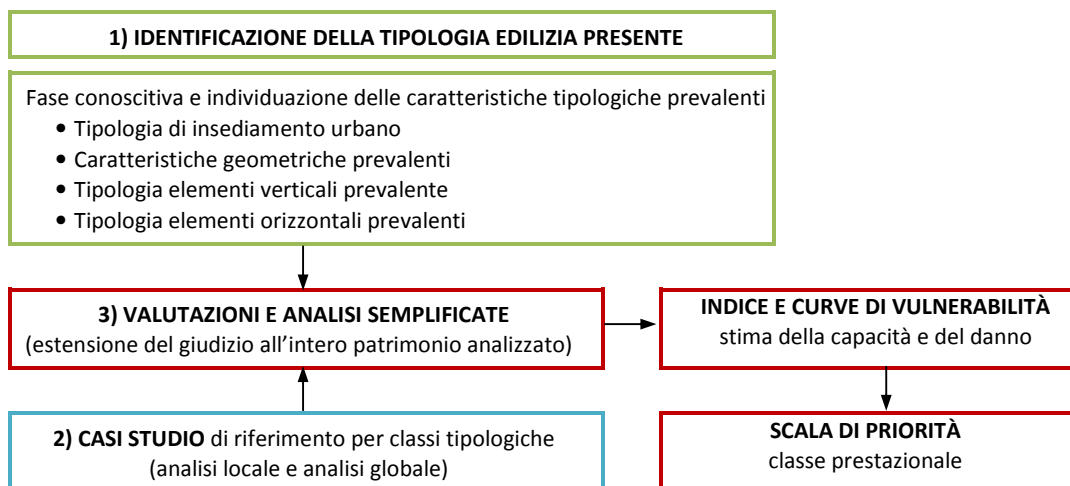 1) IDENTIFICAZIONE DELLA TIPOLOGIA EDILIZIA PRESENTE
Fase conoscitiva e individuazione delle caratteristiche tipologiche prevalenti
• Tipologia di insediamento urbano
• Caratteristiche geometriche prevalenti
• Tipologia elementi verticali prevalente
• Tipologia elementi orizzontali prevalenti
3) VALUTAZIONI E ANALISI SEMPLIFICATE
(estensione del giudizio all’intero patrimonio analizzato)
INDICE E CURVE DI VULNERABILITÀ
stima della capacità e del danno
2) CASI STUDIO di riferimento per classi tipologiche
(analisi locale e analisi globale)
SCALA DI PRIORITÀ
classe prestazionale